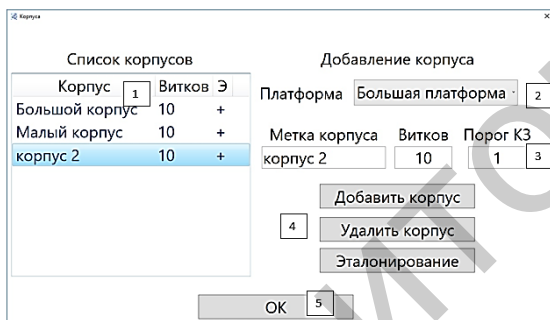 Корпуса
Список корпусов
Добавление корпуса
Корпус 1 Витков Э
Большой корпус 10 +
Малый корпус 10 +
корпус 2 10 +
Платформа Большая платформа 2
Метка корпуса Витков Порог КЗ
корпус 2 10 1 3
Добавить корпус
4 Удалить корпус
Эталонирование
OK 5